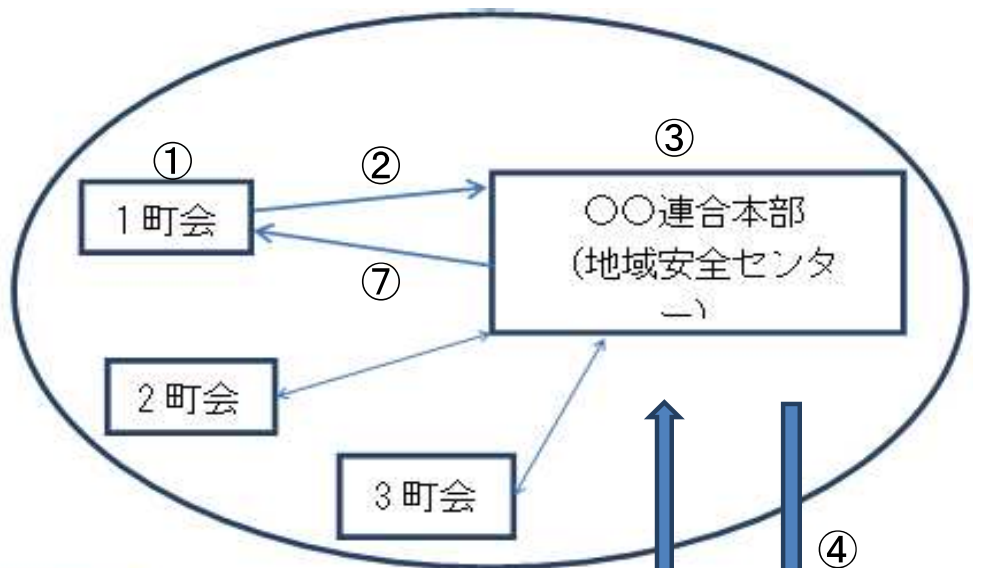 ①
②
③
1町会
○○連合本部
(地域安全センタ
ー)
⑦
2町会
3町会
④